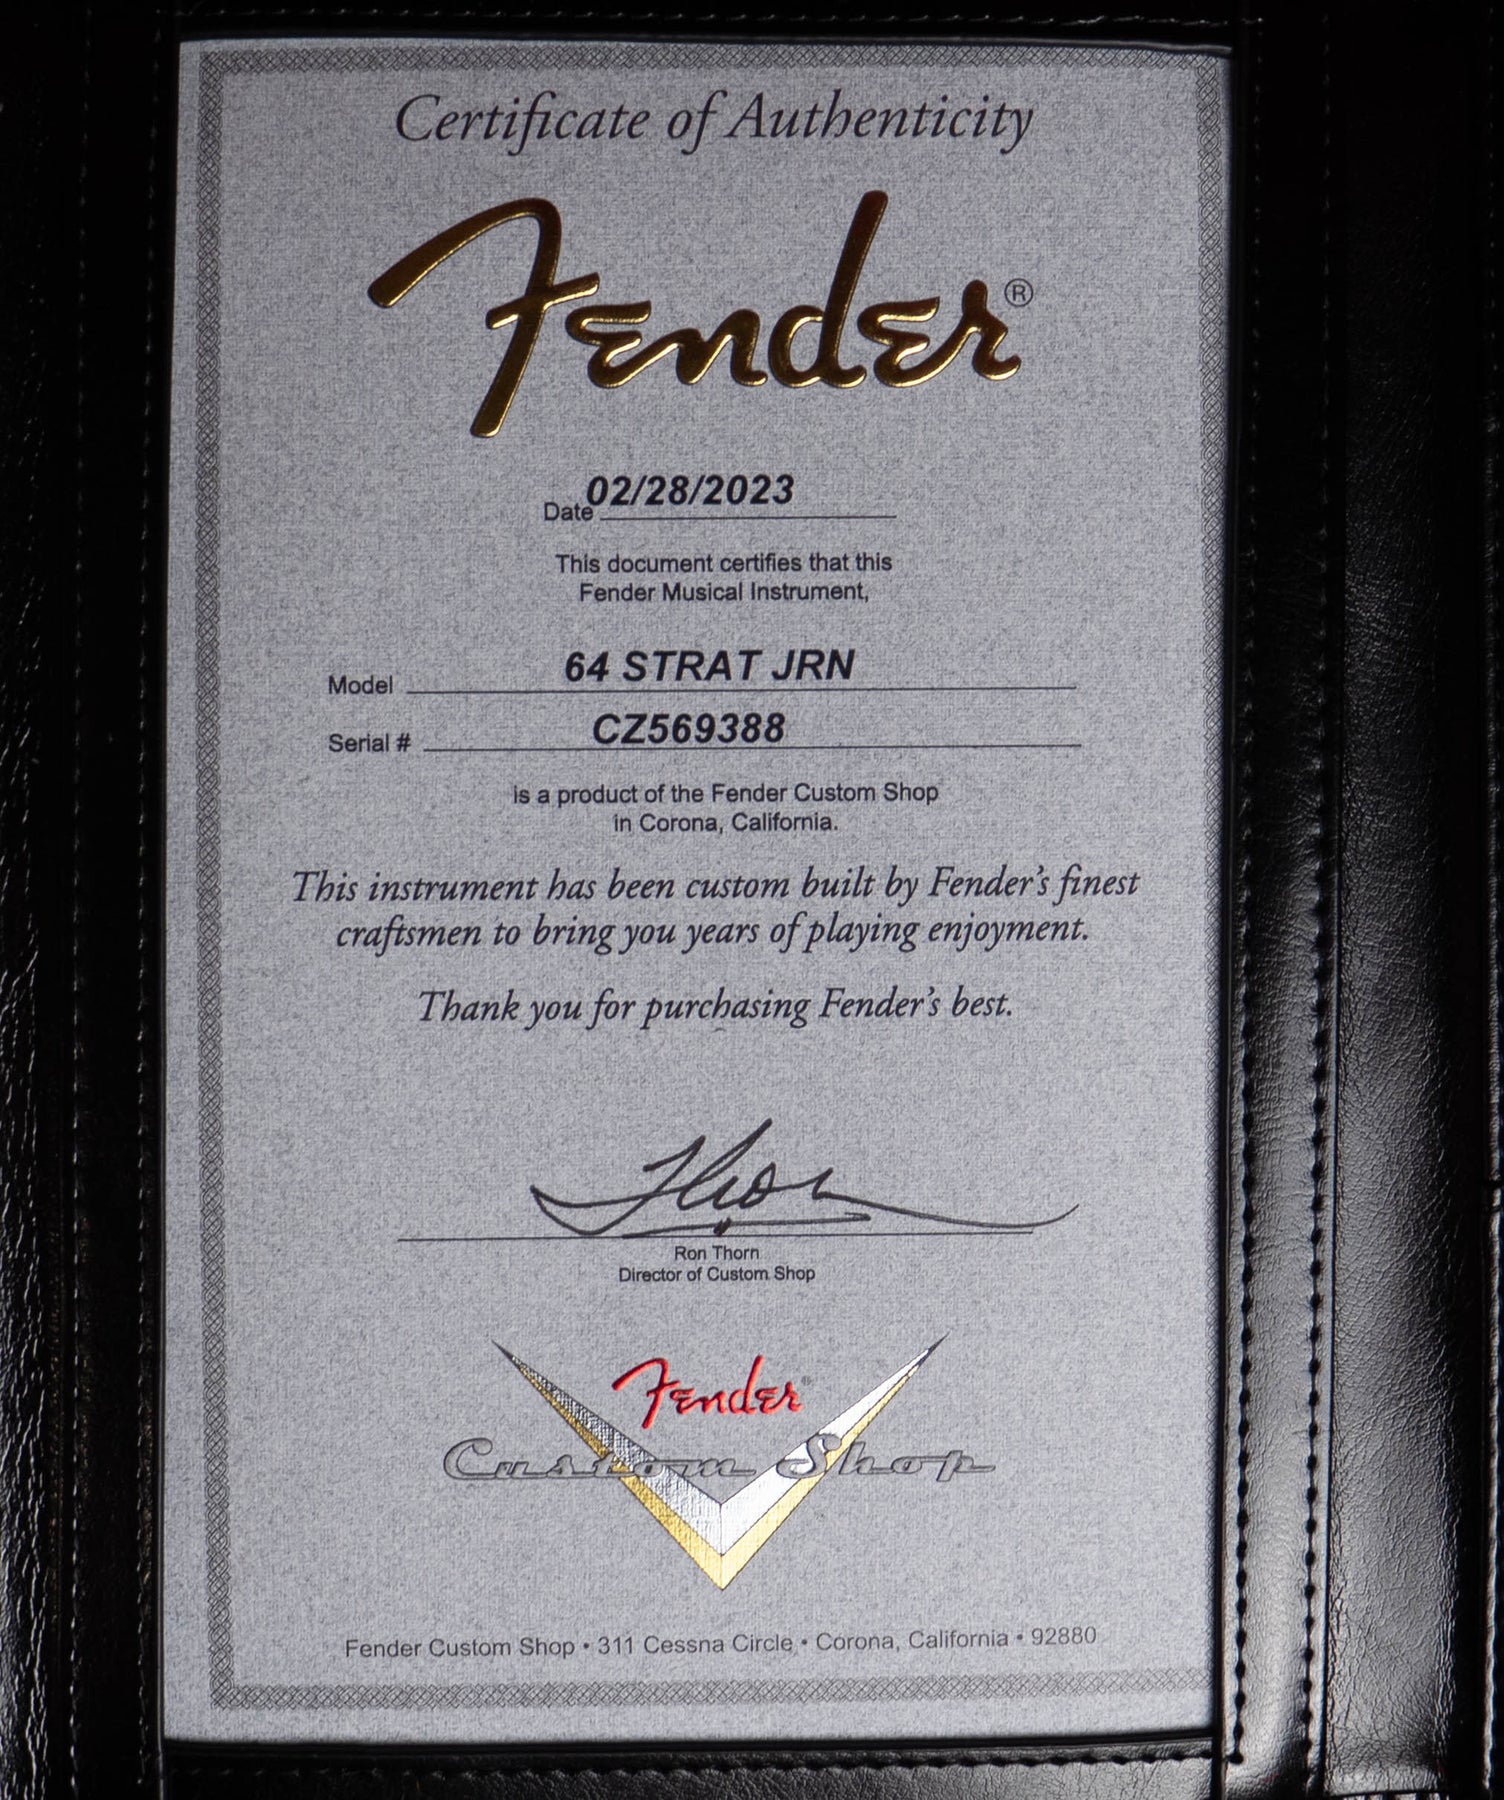 Certificate of Authenticity
Fender®
Date 02/28/2023
This document certifies that this
Fender Musical Instrument,
Model 64 STRAT JRN
Serial # CZ569388
is a product of the Fender Custom Shop
in Corona, California.
This instrument has been custom built by Fender's finest
craftsmen to bring you years of playing enjoyment.
Thank you for purchasing Fender's best.
Thorn
Ron Thorn
Director of Custom Shop
Fender®
Custom Shop
Fender Custom Shop • 311 Cessna Circle • Corona, California • 92880